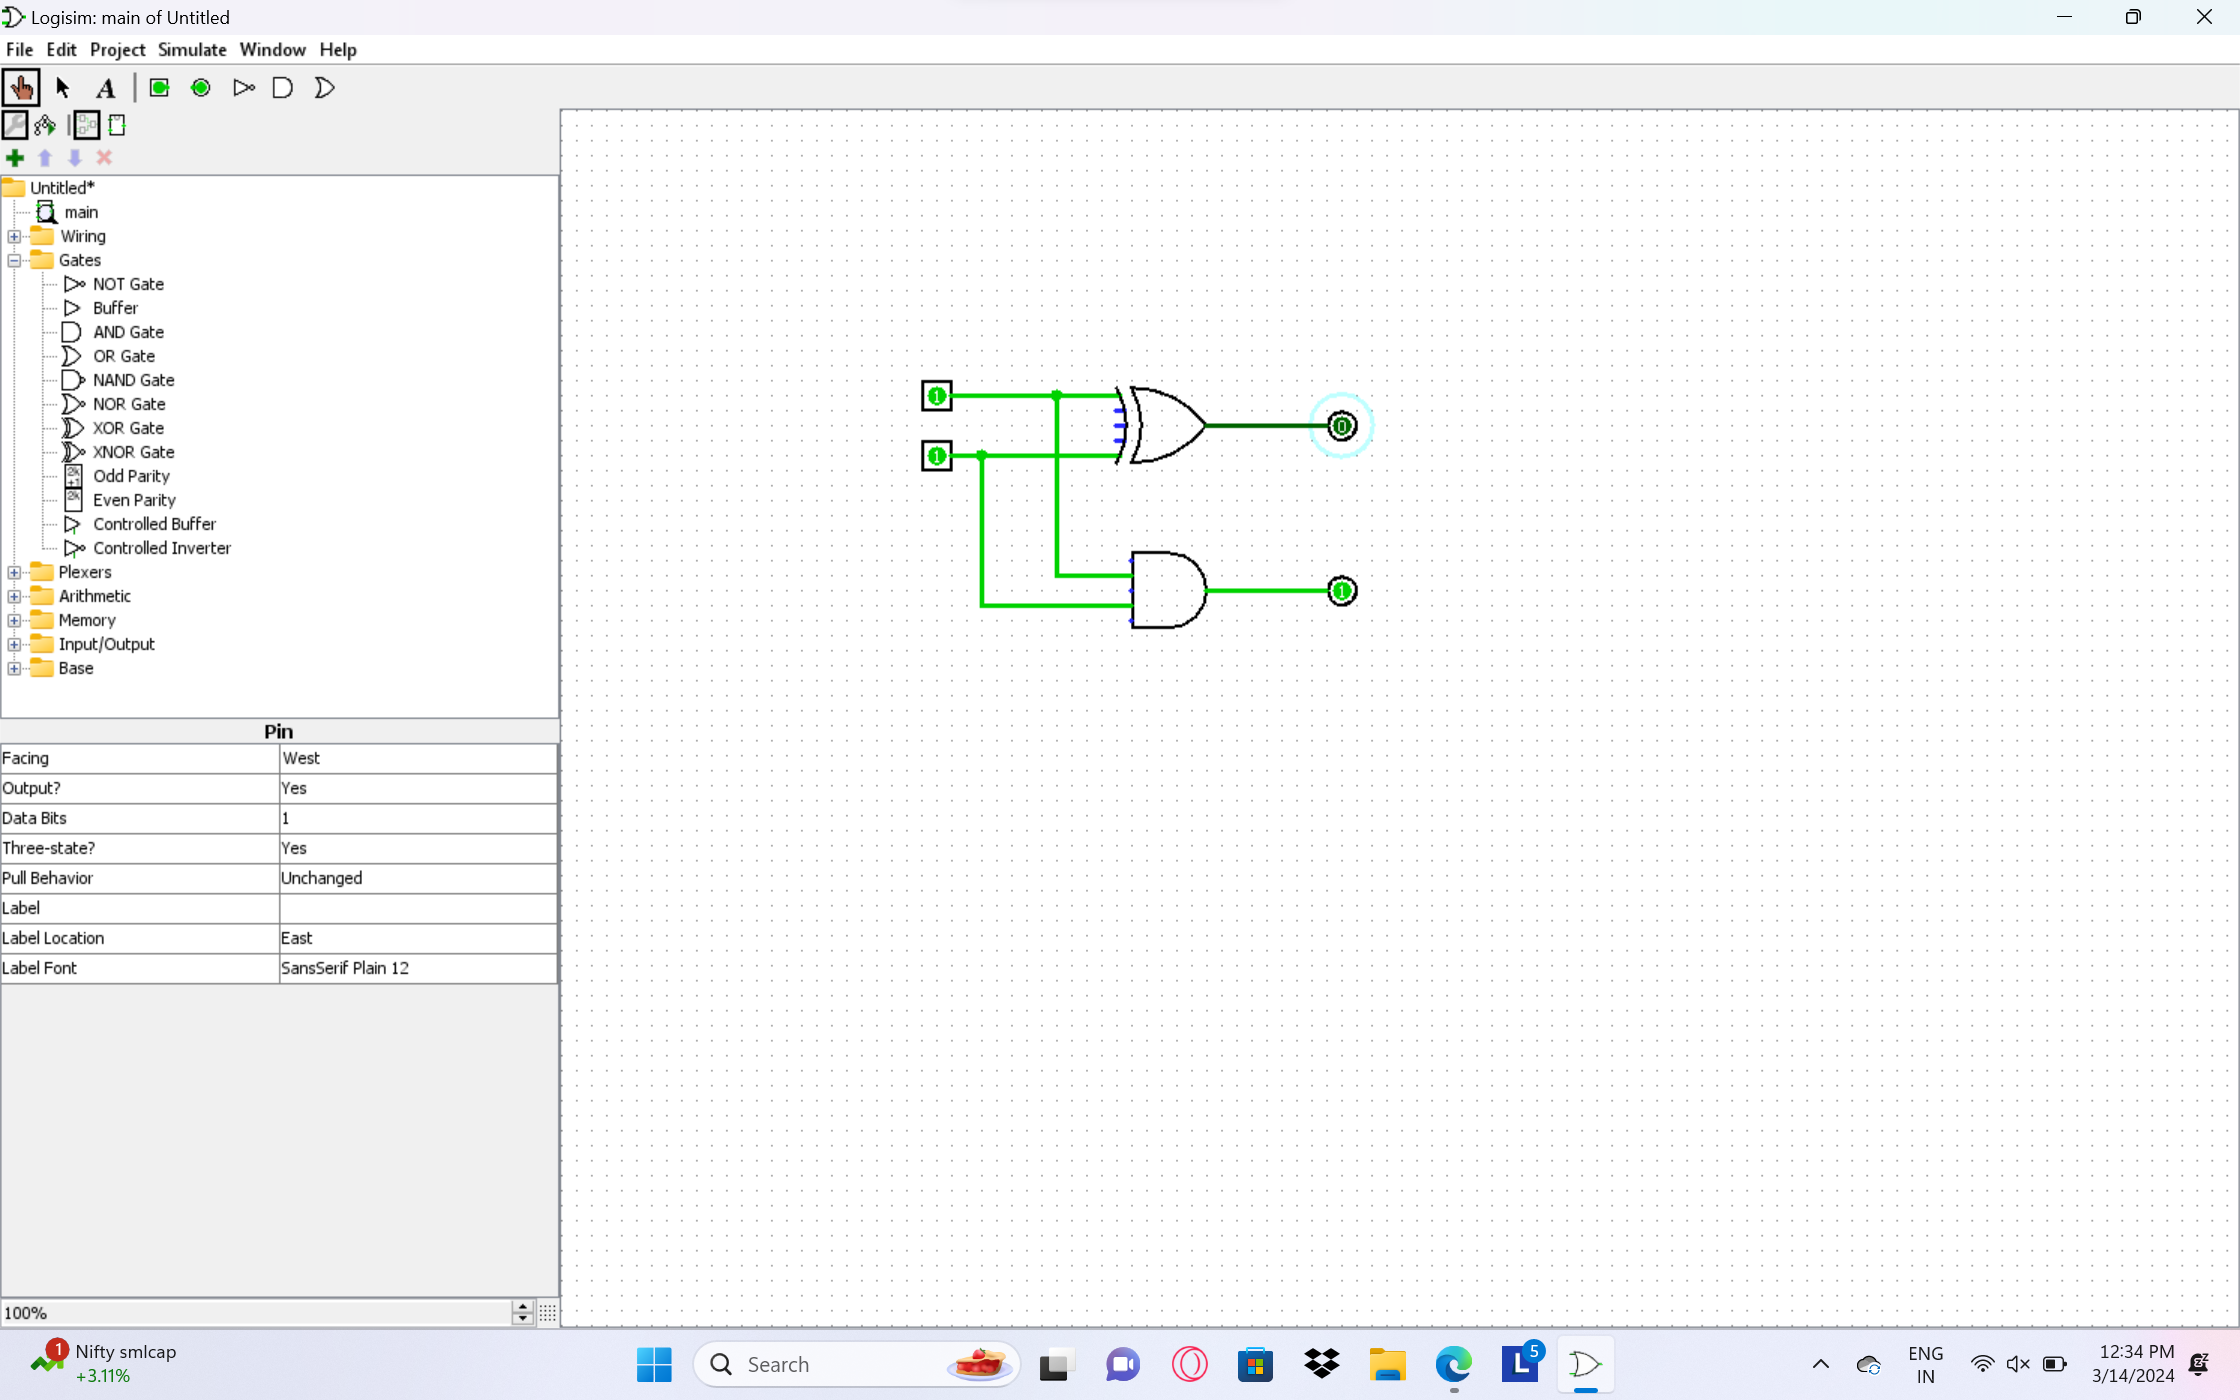 Logisim: main of Untitled
File Edit Project Simulate Window Help
A
Untitled*
main
Wiring
Gates
NOT Gate
Buffer
AND Gate
OR Gate
NAND Gate
NOR Gate
XOR Gate
XNOR Gate
2k+1 Odd Parity
2k Even Parity
Controlled Buffer
Controlled Inverter
Plexers
Arithmetic
Memory
Input/Output
Base
Pin
Facing West
Output? Yes
Data Bits 1
Three-state? Yes
Pull Behavior Unchanged
Label
Label Location East
Label Font SansSerif Plain 12
100%
1
0
1
1
1 Nifty smlcap
+3.11%
Search
L 5
ENG
IN
12:34 PM
3/14/2024